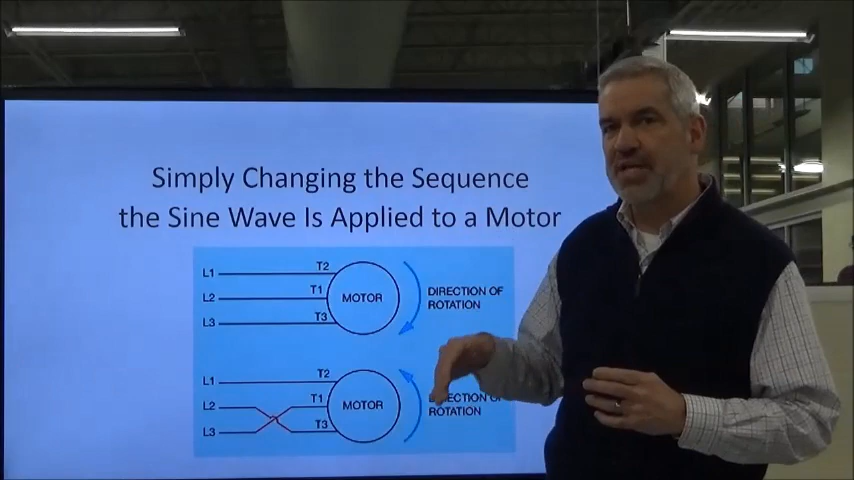 Simply Changing the Sequence
the Sine Wave Is Applied to a Motor
L1 T2
L2 T1 MOTOR DIRECTION OF
L3 T3 ROTATION
L1 T2
L2 T1 MOTOR
L3 T3 ROTATION